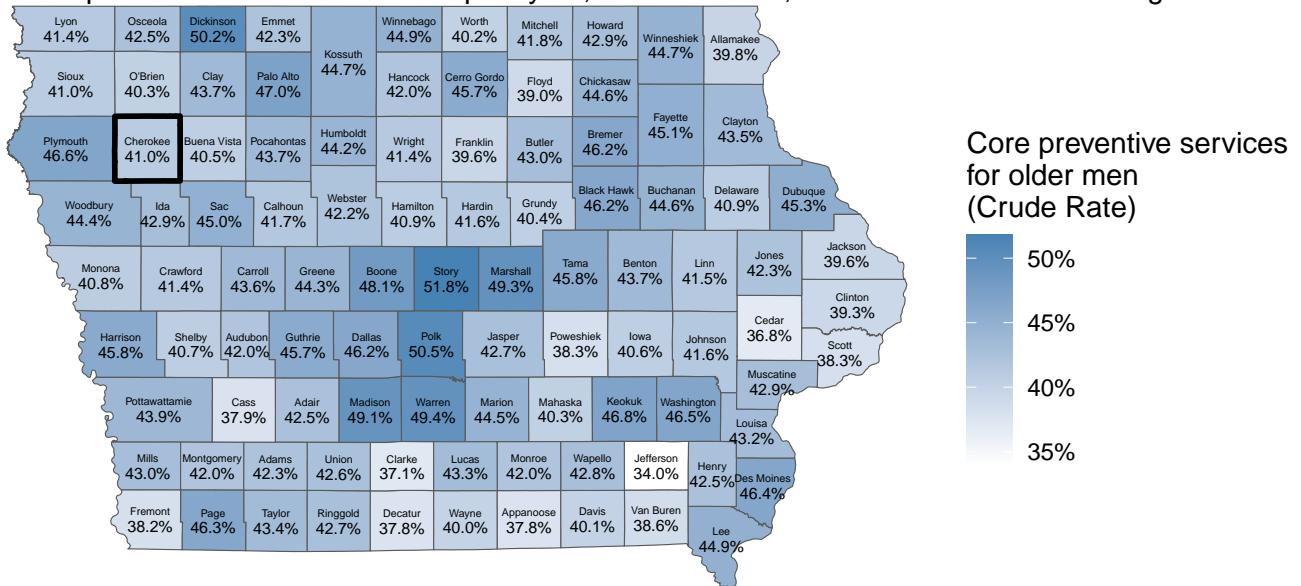 Lyon Osceola Dickinson Emmet Winnebago Worth Mitchell Howard Winneshiek Allamakee
41.4% 42.5% 50.2% 42.3% 44.9% 40.2% 41.8% 42.9% 44.7% 39.8%
Kossuth
44.7%
Sioux O'Brien Clay Palo Alto Hancock Cerro Gordo Floyd Chickasaw
41.0% 40.3% 43.7% 47.0% 42.0% 45.7% 39.0% 44.6%
Fayette Clayton
45.1% 43.5%
Plymouth Cherokee Buena Vista Pocahontas Humboldt Wright Franklin Butler Bremer
46.6% 41.0% 40.5% 43.7% 44.2% 41.4% 39.6% 43.0% 46.2%
Woodbury Ida Sac Calhoun Webster Hamilton Hardin Grundy Black Hawk Buchanan Delaware Dubuque
44.4% 42.9% 45.0% 41.7% 42.2% 40.9% 41.6% 40.4% 46.2% 44.6% 40.9% 45.3%
Monona Crawford Carroll Greene Boone Story Marshall Tama Benton Linn Jones Jackson
40.8% 41.4% 43.6% 44.3% 48.1% 51.8% 49.3% 45.8% 43.7% 41.5% 42.3% 39.6%
Clinton
39.3%
Harrison Shelby Audubon Guthrie Dallas Polk Jasper Poweshiek Iowa Johnson Cedar Scott
45.8% 40.7% 42.0% 45.7% 46.2% 50.5% 42.7% 38.3% 40.6% 41.6% 36.8% 38.3%
Muscatine
42.9%
Pottawattamie Cass Adair Madison Warren Marion Mahaska Keokuk Washington
43.9% 37.9% 42.5% 49.1% 49.4% 44.5% 40.3% 46.8% 46.5%
Louisa
43.2%
Mills Montgomery Adams Union Clarke Lucas Monroe Wapello Jefferson Henry Des Moines
43.0% 42.0% 42.3% 42.6% 37.1% 43.3% 42.0% 42.8% 34.0% 42.5% 46.4%
Fremont Page Taylor Ringgold Decatur Wayne Appanoose Davis Van Buren
38.2% 46.3% 43.4% 42.7% 37.8% 40.0% 37.8% 40.1% 38.6%
Lee
44.9%
Core preventive services
for older men
(Crude Rate)
50%
45%
40%
35%